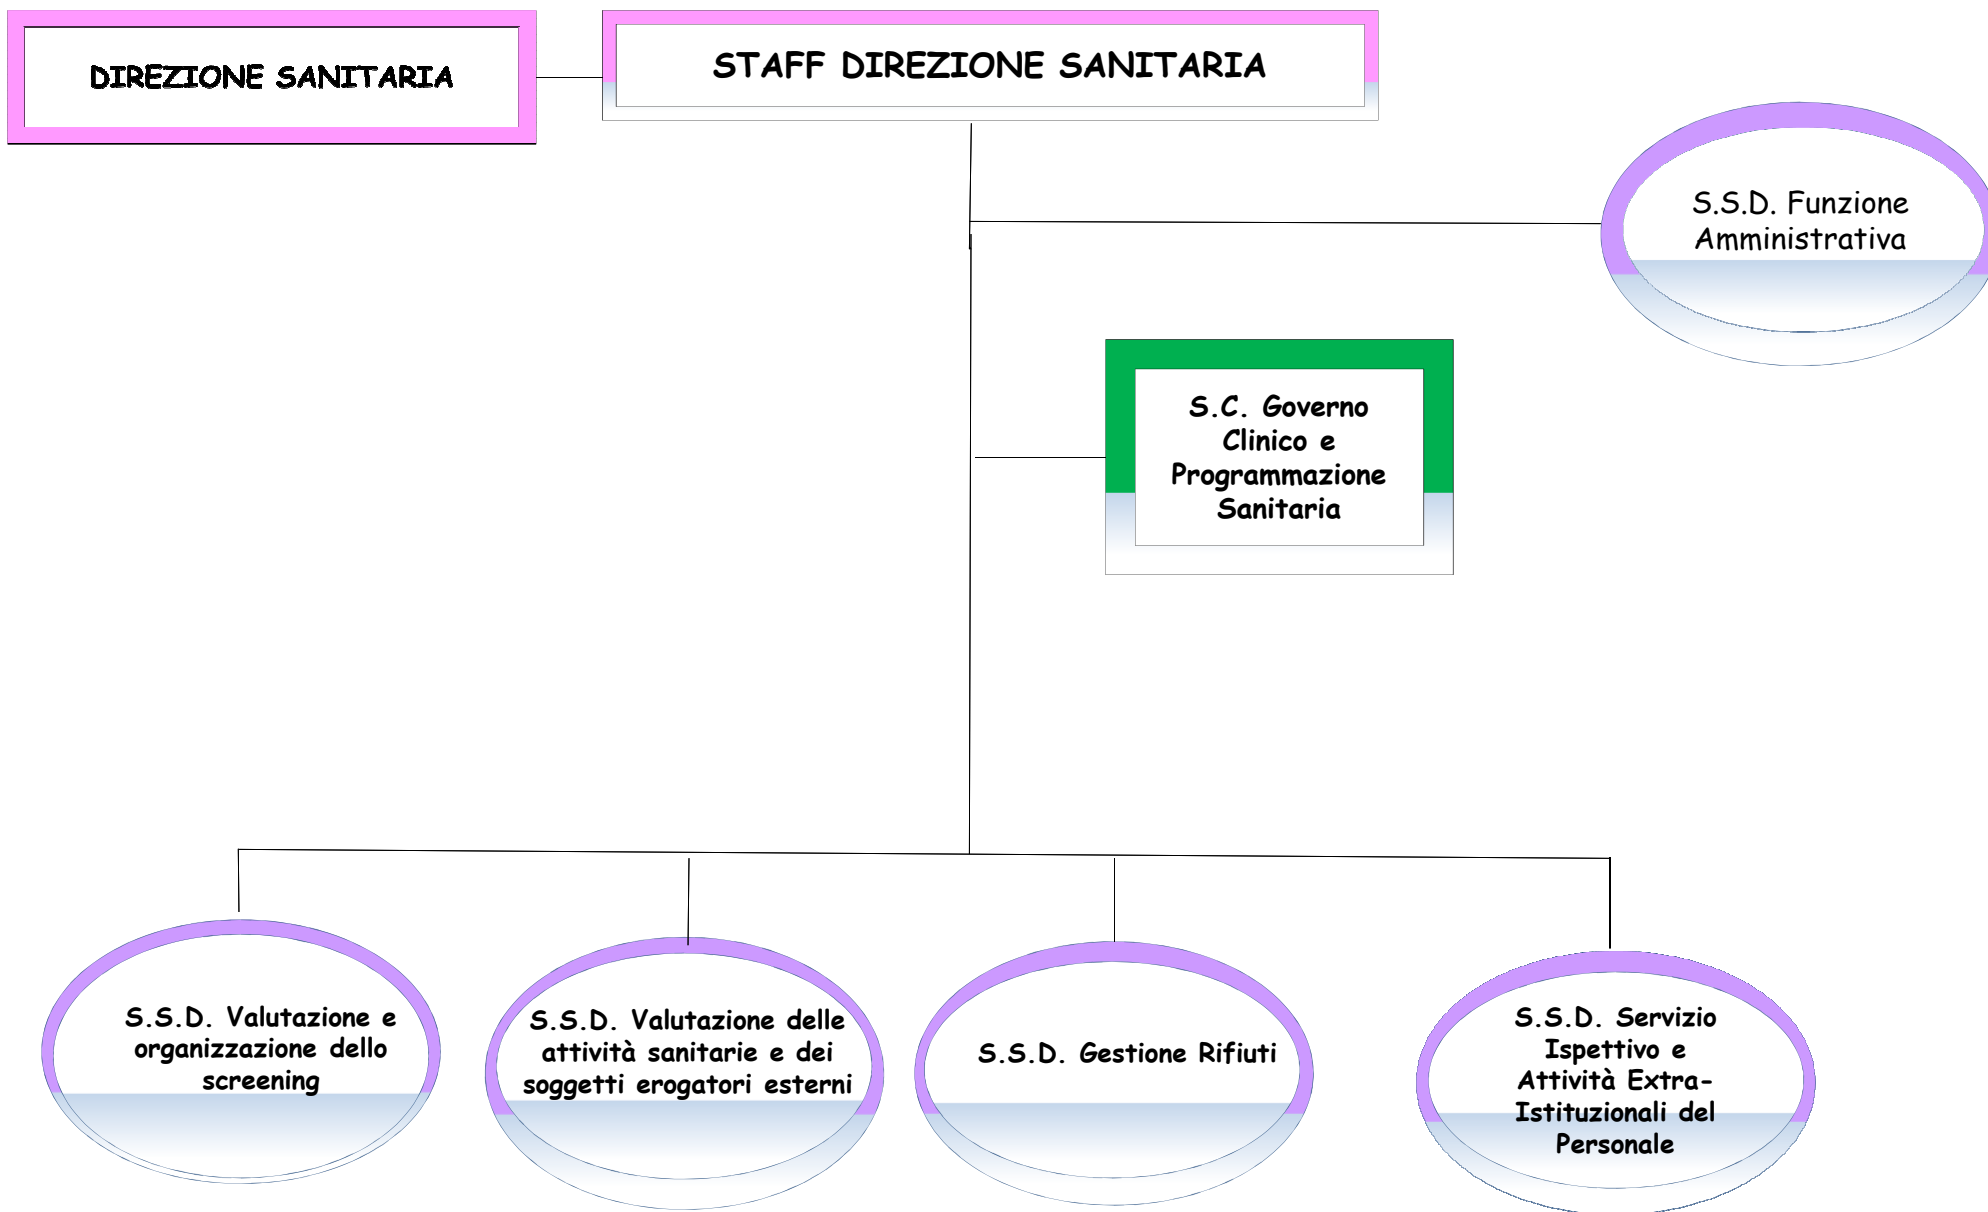 DIREZIONE SANITARIA
STAFF DIREZIONE SANITARIA
S.S.D. Funzione
Amministrativa
S.C. Governo
Clinico e
Programmazione
Sanitaria
S.S.D. Valutazione e
organizzazione dello
screening
S.S.D. Valutazione delle
attività sanitarie e dei
soggetti erogatori esterni
S.S.D. Gestione Rifiuti
S.S.D. Servizio
Ispettivo e
Attività Extra-
Istituzionali del
Personale